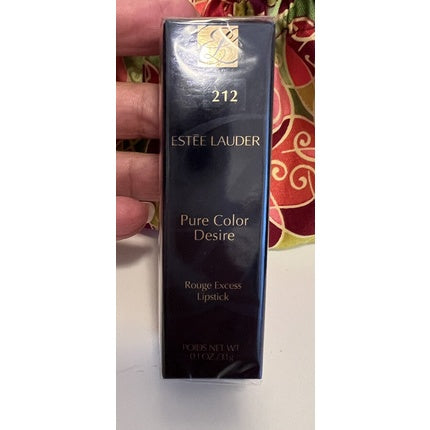 212
ESTĒE LAUDER
Pure Color
Desire
Rouge Excess
Lipstick
POIDS NET WT.
0.1 OZ./3.1g